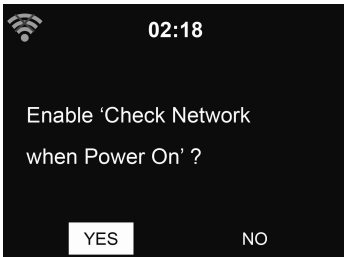 02:18
Enable ‘Check Network
when Power On’ ?
YES NO